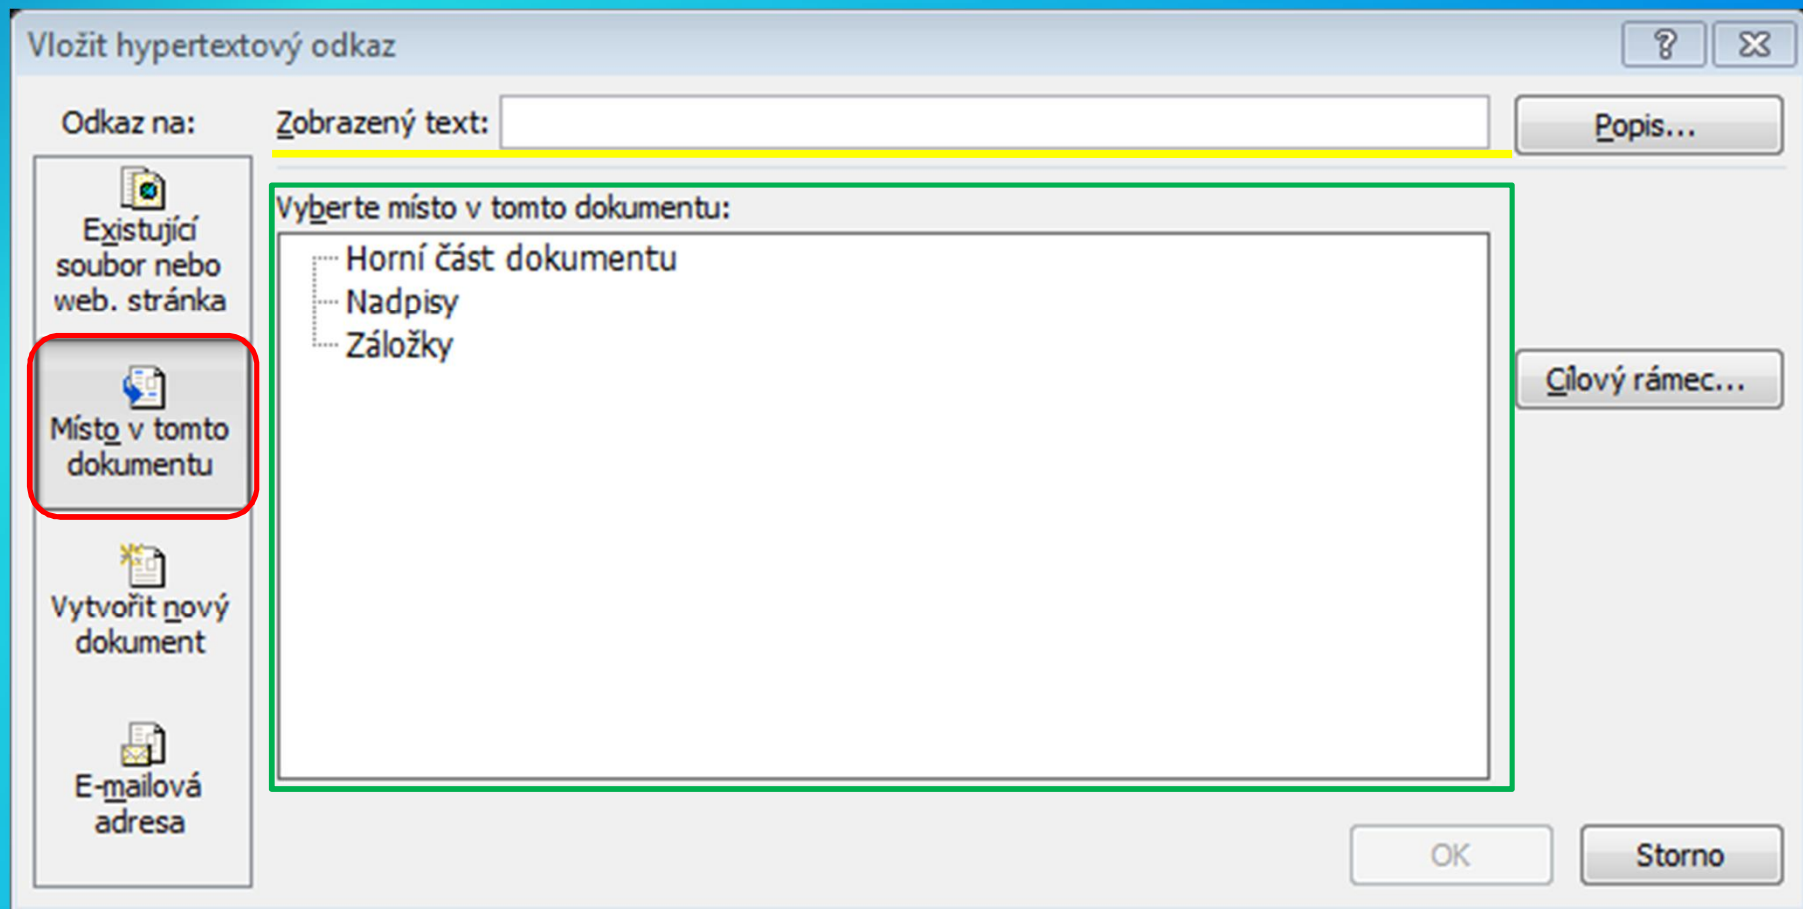 Vložit hypertextový odkaz
Odkaz na:
Zobrazený text:
Popis...
Existující
soubor nebo
web. stránka
Místo v tomto
dokumentu
Vytvořit nový
dokument
E-mailová
adresa
Vyberte místo v tomto dokumentu:
Horní část dokumentu
Nadpisy
Záložky
Cílový rámec...
OK
Storno